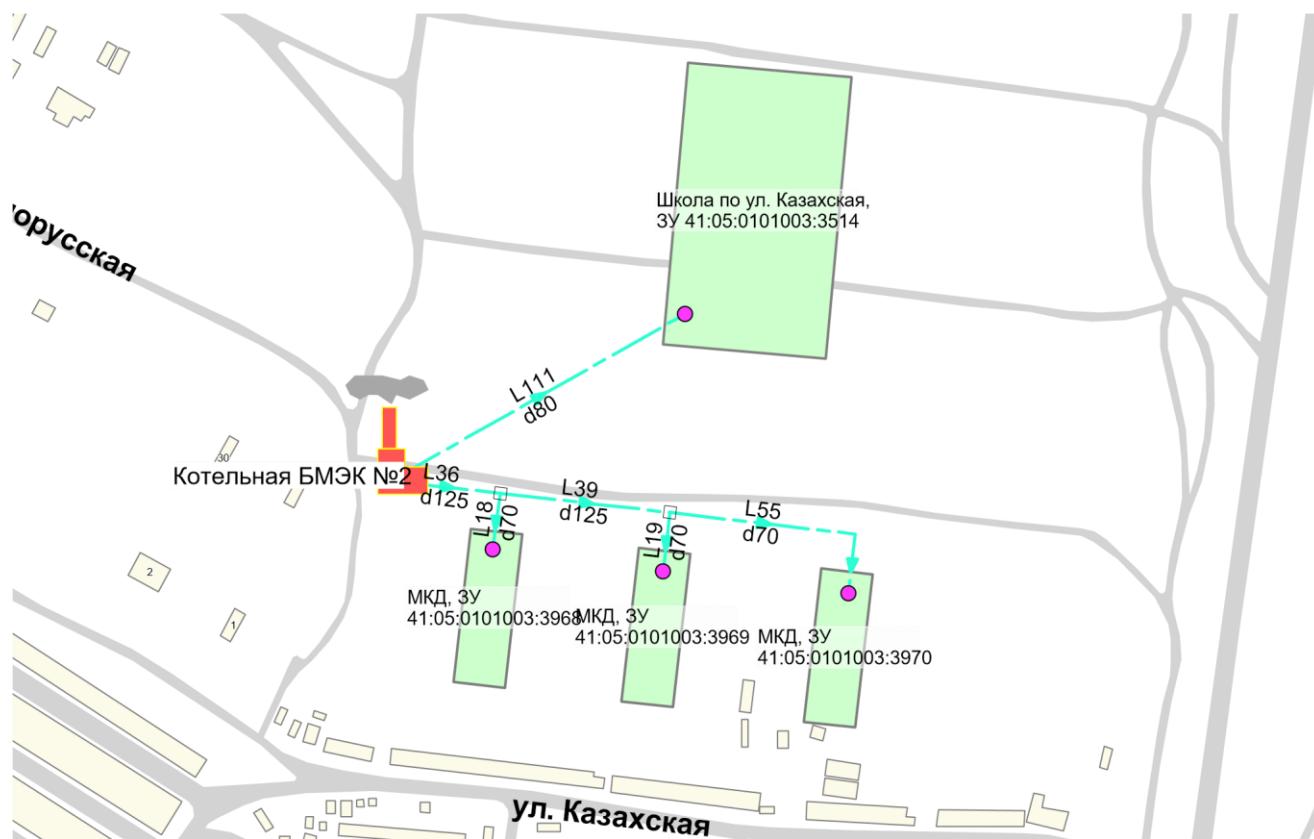 Школа по ул. Казахская,
ЗУ 41:05:0101003:3514
орусская
L111
d80
30
Котельная БМЭК №2
L36
d125
L39
d125
L55
d70
L18
d70
L19
d70
2
1
МКД, ЗУ
41:05:0101003:3968
МКД, ЗУ
41:05:0101003:3969
МКД, ЗУ
41:05:0101003:3970
ул. Казахская